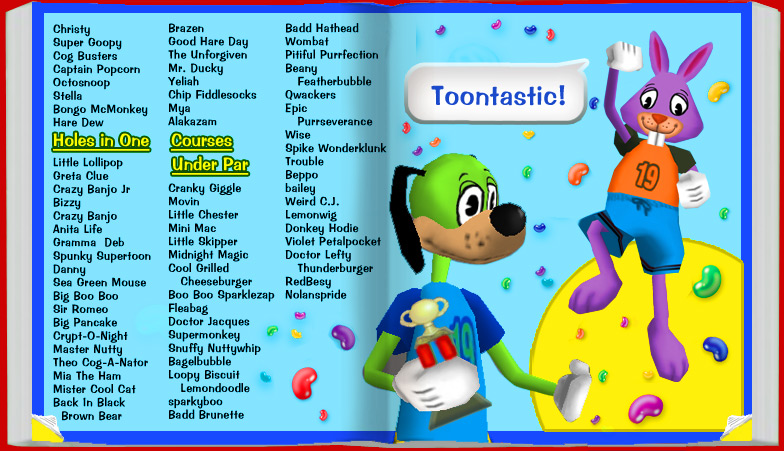 Christy
Super Goopy
Cog Busters
Captain Popcorn
Octosnoop
Stella
Bongo McMonkey
Hare Dew
Holes in One
Little Lollipop
Greta Clue
Crazy Banjo Jr
Bizzy
Crazy Banjo
Anita Life
Gramma Deb
Spunky Supertoon
Danny
Sea Green Mouse
Big Boo Boo
Sir Romeo
Big Pancake
Crypt-O-Night
Master Nutty
Theo Cog-A-Nator
Mia The Ham
Mister Cool Cat
Back In Black
Brown Bear
Brazen
Good Hare Day
The Unforgiven
Mr. Ducky
Yeliah
Chip Fiddlesocks
Mya
Alakazam
Courses
Under Par
Cranky Giggle
Movin
Little Chester
Mini Mac
Little Skipper
Midnight Magic
Cool Grilled
Cheeseburger
Boo Boo Sparklezap
Fleabag
Doctor Jacques
Supermonkey
Snuffy Nuttywhip
Bagelbubble
Loopy Biscuit
Lemondoodle
sparkyboo
Badd Brunette
Badd Hathead
Wombat
Pitiful Purrfection
Beany
Featherbubble
Qwackers
Epic
Purrseverance
Wise
Spike Wonderklunk
Trouble
Beppo
bailey
Weird C.J.
Lemonwig
Donkey Hodie
Violet Petalpocket
Doctor Lefty
Thunderburger
RedBesy
Nolanspride
Toontastic!
19
19